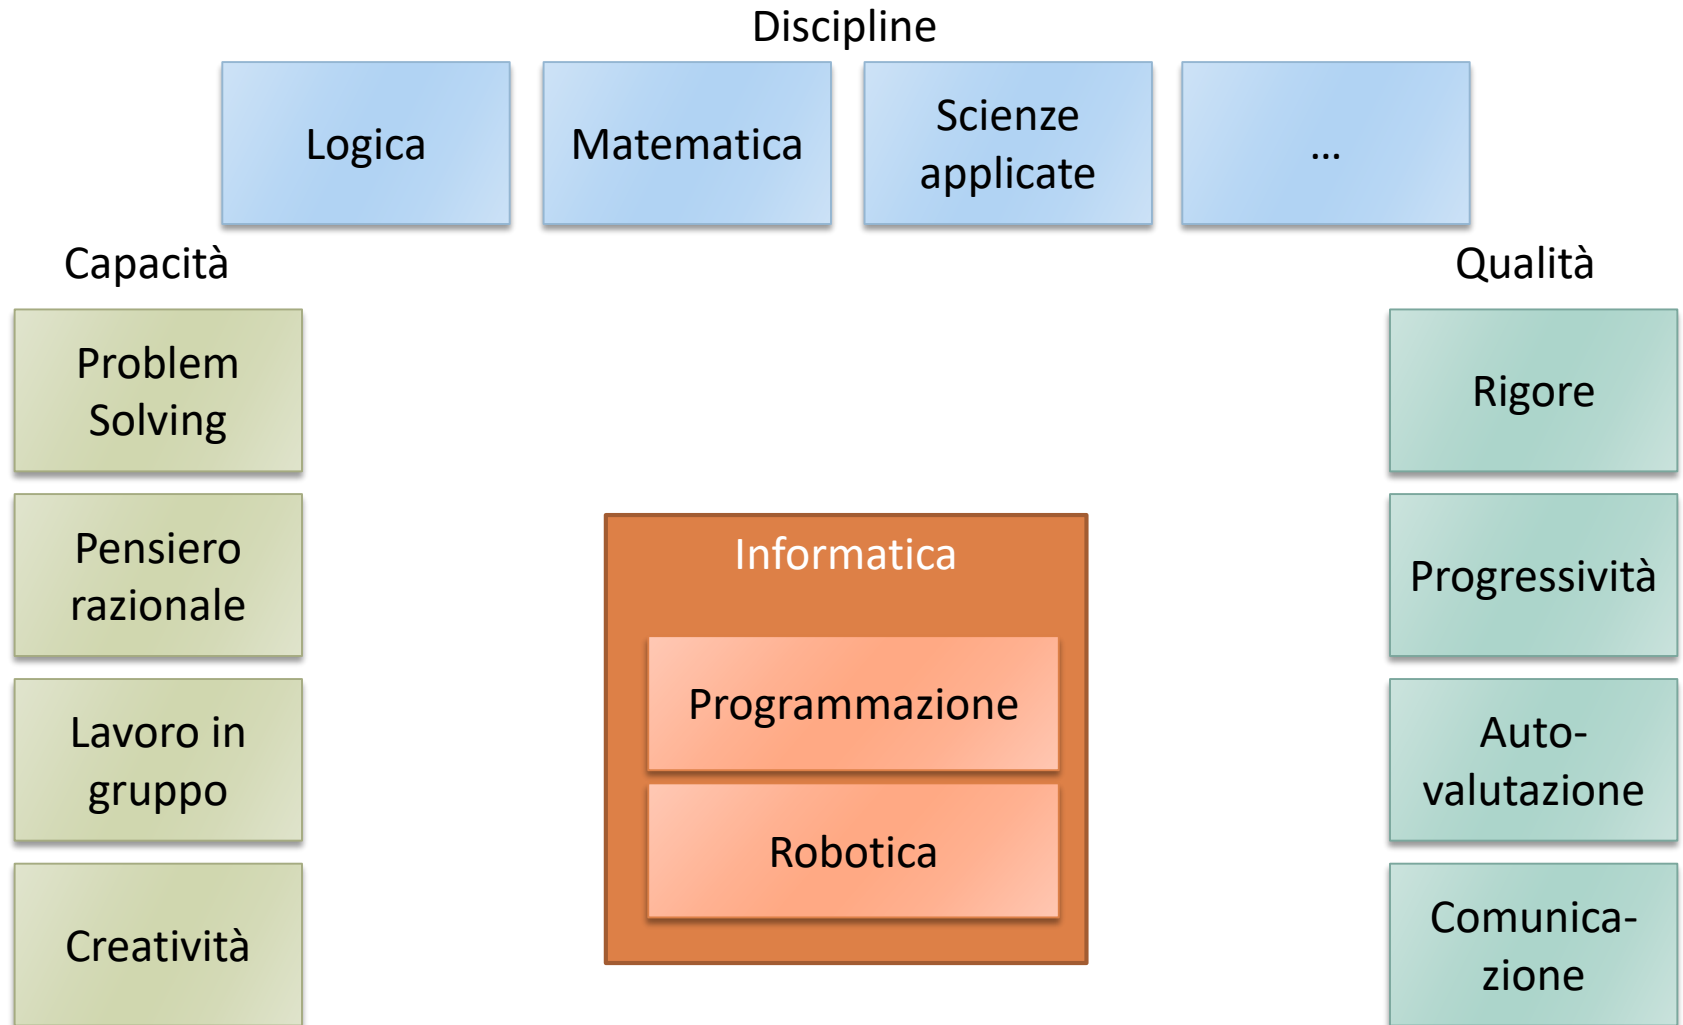 Discipline
Logica
Matematica
Scienze
applicate
...
Capacità
Problem
Solving
Pensiero
razionale
Lavoro in
gruppo
Creatività
Informatica
Programmazione
Robotica
Qualità
Rigore
Progressività
Auto-
valutazione
Comunica-
zione